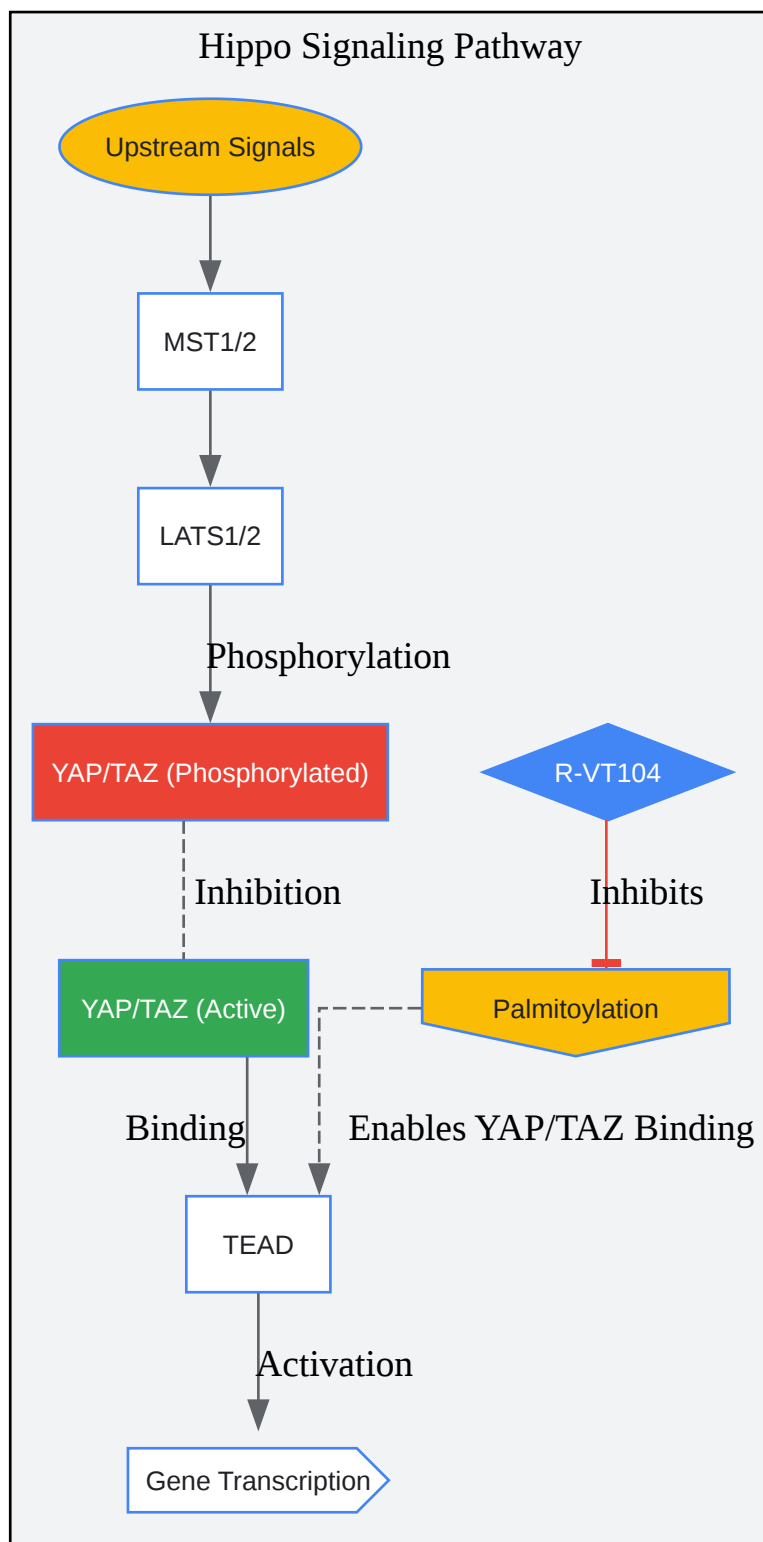 Hippo Signaling Pathway
Upstream Signals
MST1/2
LATS1/2
Phosphorylation
YAP/TAZ (Phosphorylated)
R-VT104
Inhibition
Inhibits
YAP/TAZ (Active)
Palmitoylation
Binding
Enables YAP/TAZ Binding
TEAD
Activation
Gene Transcription